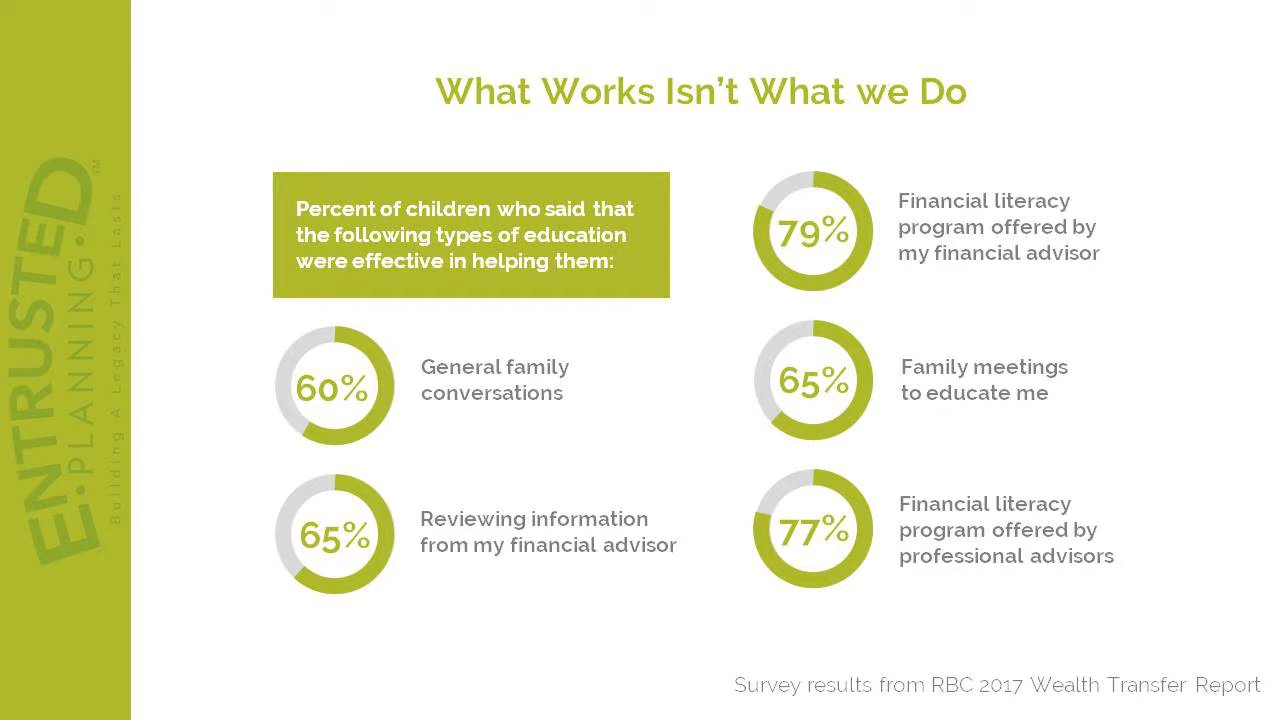 What Works Isn't What we Do
Percent of children who said that
the following types of education
were effective in helping them:
60%
General family
conversations
65%
Reviewing information
from my financial advisor
79%
Financial literacy
program offered by
my financial advisor
65%
Family meetings
to educate me
77%
Financial literacy
program offered by
professional advisors
Survey results from RBC 2017 Wealth Transfer Report
E.
ENTRUSTED
PLANNING.D
™
Building A Legacy That Lasts